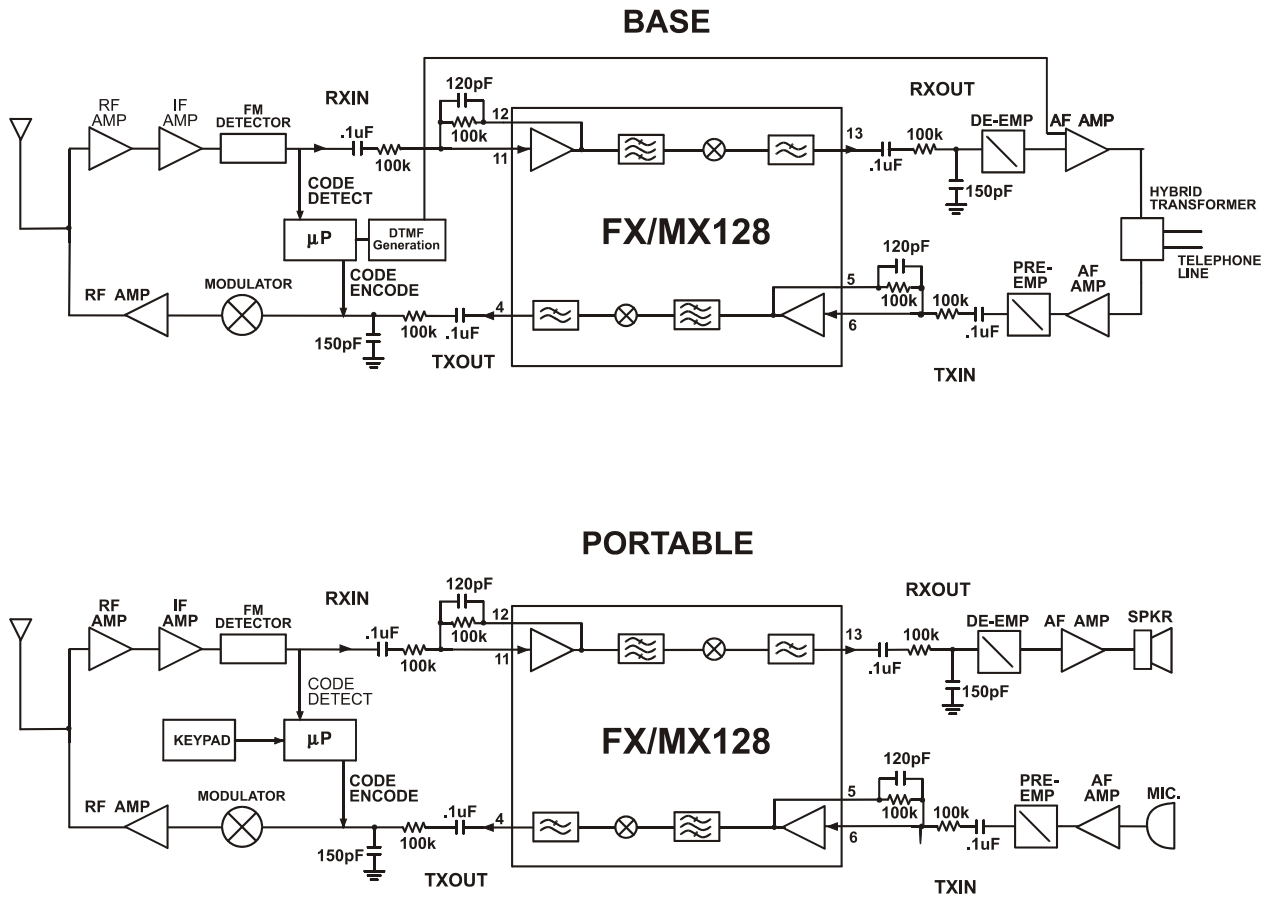 BASE
120pF
RXIN
RXOUT
RF
AMP
IF
AMP
FM
DETECTOR
.1uF
100k
100k
12
11
13
100k
.1uF
DE-EMP
AF AMP
150pF
CODE
DETECT
µP
DTMF
Generation
FX/MX128
HYBRID
TRANSFORMER
TELEPHONE
LINE
120pF
CODE
ENCODE
RF AMP
MODULATOR
150pF
100k
.1uF
4
TXOUT
5
6
100k
100k
.1uF
PRE-
EMP
AF
AMP
TXIN
PORTABLE
120pF
RXIN
RXOUT
RF
AMP
IF
AMP
FM
DETECTOR
.1uF
100k
100k
12
11
13
100k
.1uF
DE-EMP
AF AMP
SPKR
150pF
CODE
DETECT
KEYPAD
µP
FX/MX128
120pF
CODE
ENCODE
RF AMP
MODULATOR
150pF
100k
.1uF
4
TXOUT
5
6
100k
100k
.1uF
PRE-
EMP
AF
AMP
MIC.
TXIN